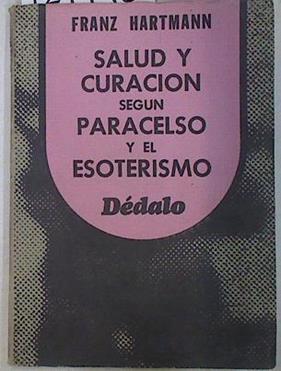 FRANZ HARTMANN
SALUD Y
CURACION
SEGUN
PARACELSO
Y EL
ESOTERISMO
Dédalo